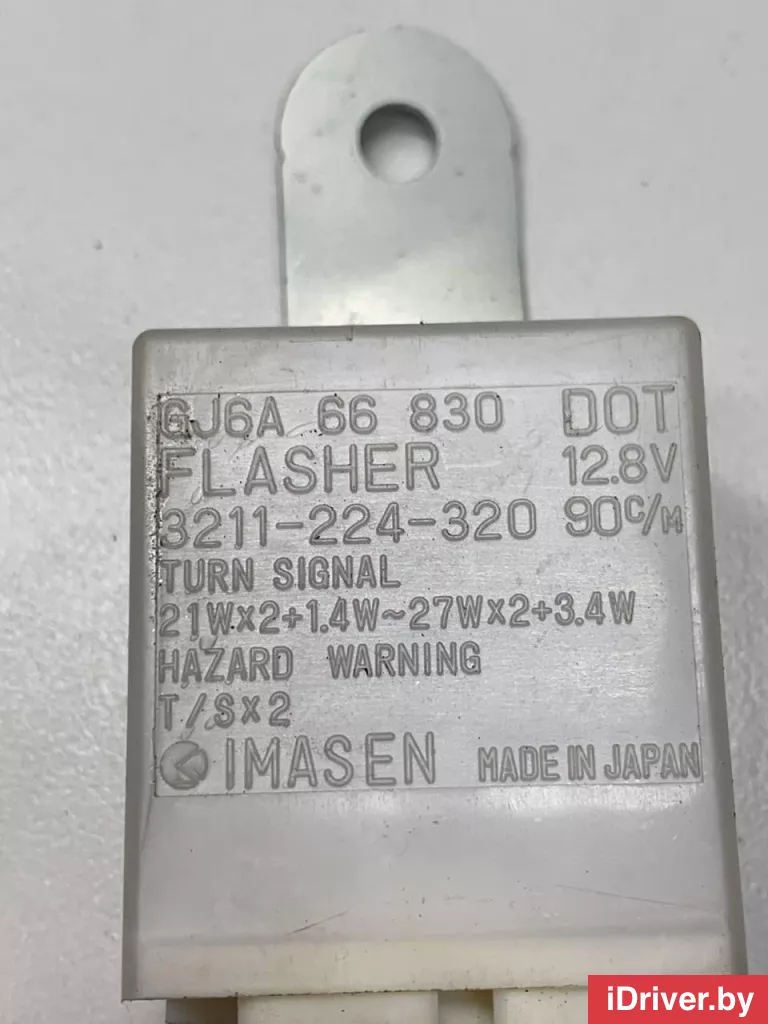 GJ6A 66 830 DOT
FLASHER 12.8V
3211-224-320 90C/M
TURN SIGNAL
21W×2+1.4W~27W×2+3.4W
HAZARD WARNING
T/S×2
IMASEN MADE IN JAPAN
iDriver.by